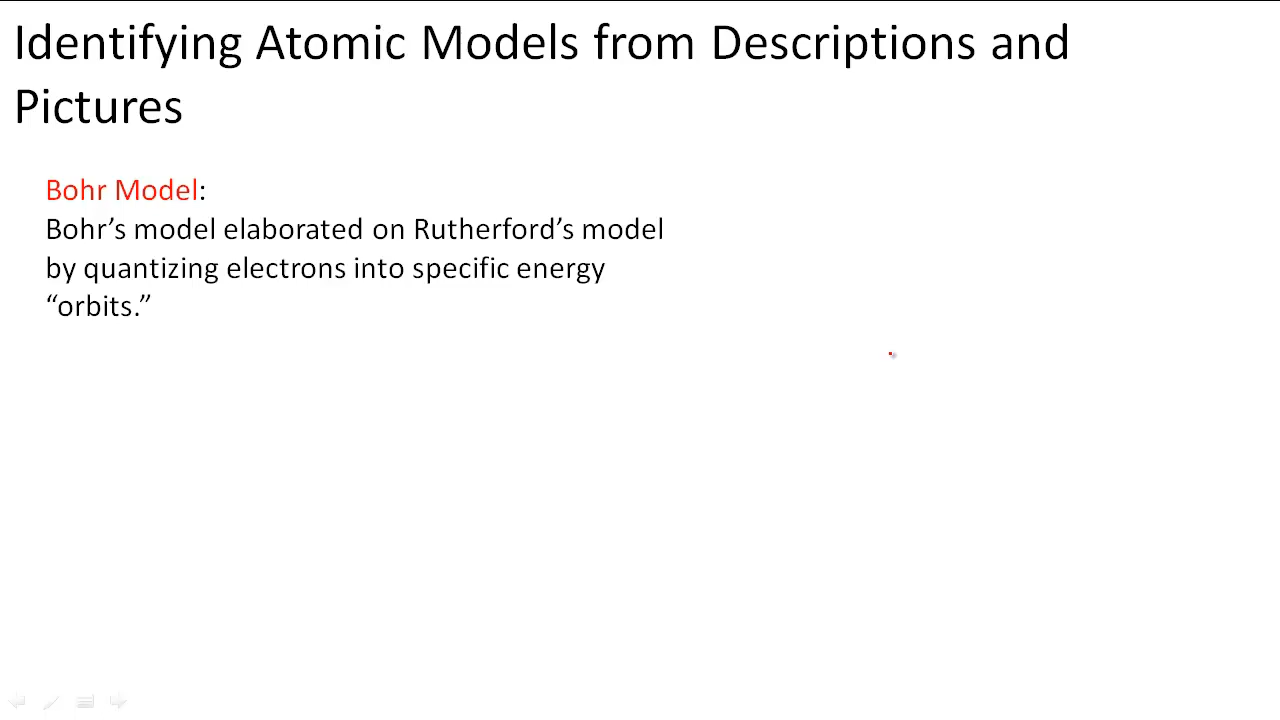 Identifying Atomic Models from Descriptions and
Pictures
Bohr Model:
Bohr’s model elaborated on Rutherford’s model
by quantizing electrons into specific energy
“orbits.”